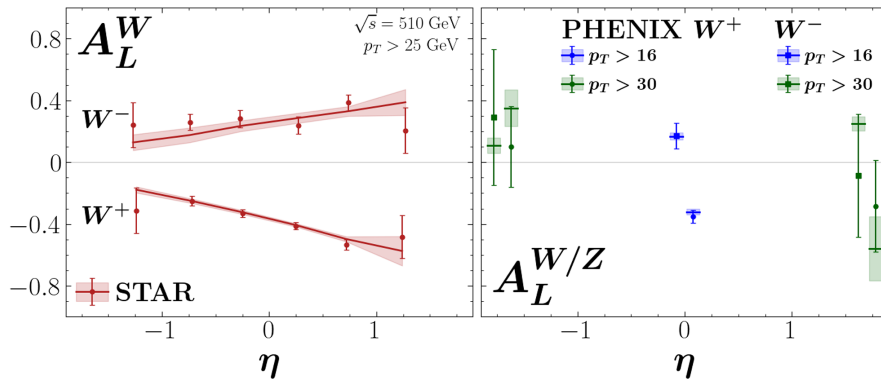 A_L^W
√s = 510 GeV
p_T > 25 GeV
W^−
W^+
STAR
0.8
0.4
0
−0.4
−0.8
−1
0
1
η
PHENIX W^+ W^−
p_T > 16 p_T > 16
p_T > 30 p_T > 30
A_L^{W/Z}
−1
0
1
η